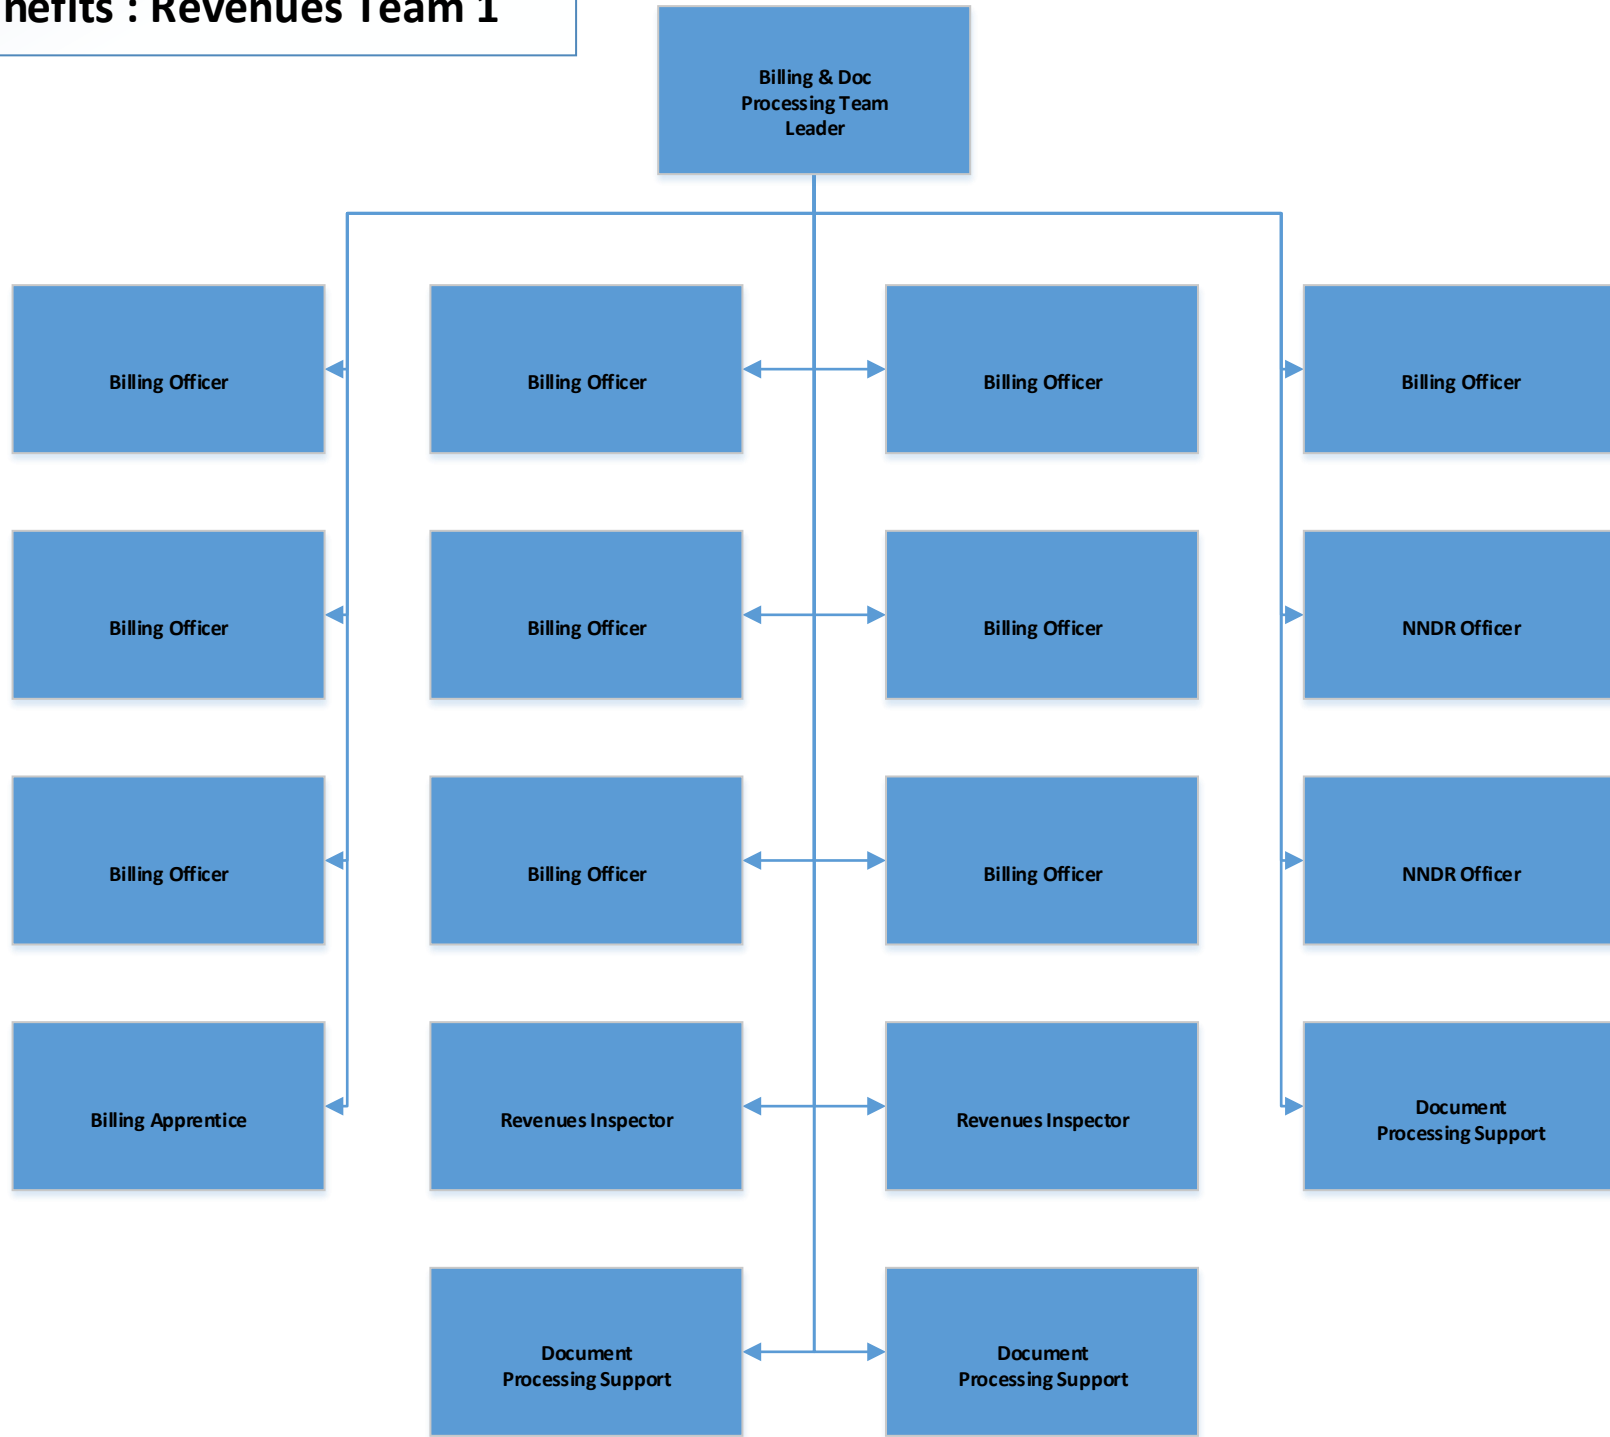 nefits : Revenues Team 1
Billing & Doc
Processing Team
Leader
Billing Officer
Billing Officer
Billing Officer
Billing Officer
Billing Officer
Billing Officer
Billing Officer
NNDR Officer
Billing Officer
Billing Officer
Billing Officer
NNDR Officer
Billing Apprentice
Revenues Inspector
Revenues Inspector
Document
Processing Support
Document
Processing Support
Document
Processing Support